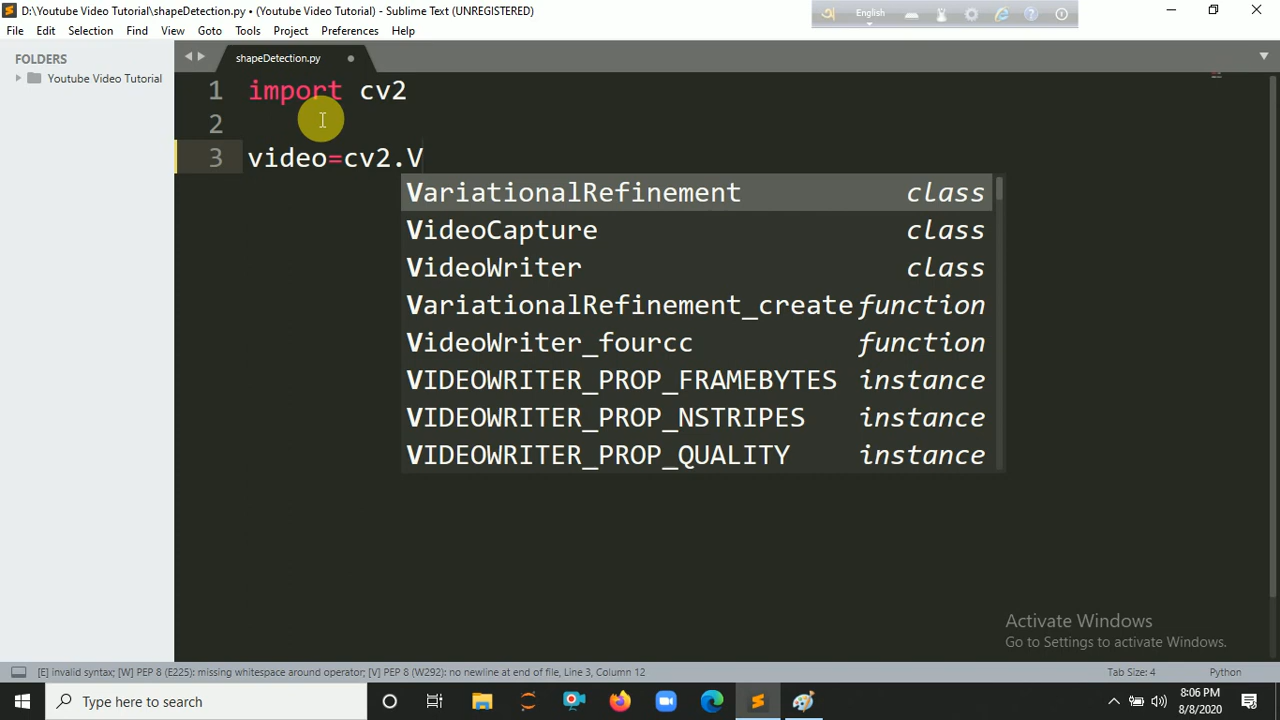 D:\Youtube Video Tutorial\shapeDetection.py • (Youtube Video Tutorial) - Sublime Text (UNREGISTERED)
English
File Edit Selection Find View Goto Tools Project Preferences Help
FOLDERS
Youtube Video Tutorial
shapeDetection.py
1 import cv2
2
3 video=cv2.V
VariationalRefinement class
VideoCapture class
VideoWriter class
VariationalRefinement_create function
VideoWriter_fourcc function
VIDEOWRITER_PROP_FRAMEBYTES instance
VIDEOWRITER_PROP_NSTRIPES instance
VIDEOWRITER_PROP_QUALITY instance
Activate Windows
Go to Settings to activate Windows.
[E] invalid syntax; [W] PEP 8 (E225): missing whitespace around operator; [V] PEP 8 (W292): no newline at end of file, Line 3, Column 12
Tab Size: 4
Python
Type here to search
8:06 PM
8/8/2020